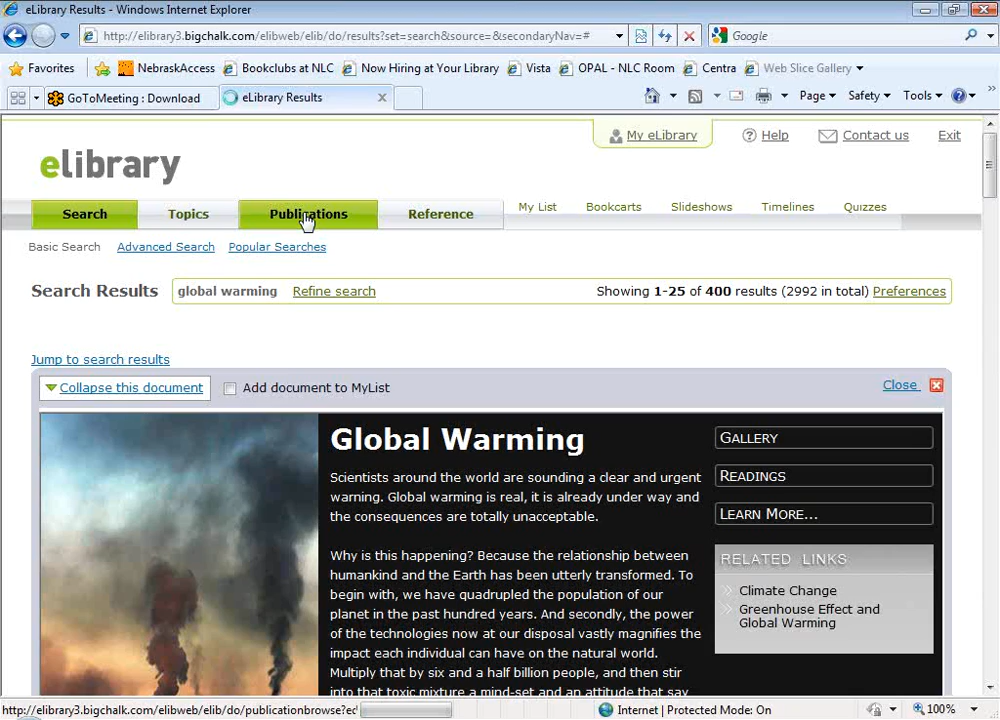 eLibrary Results - Windows Internet Explorer
http://elibrary3.bigchalk.com/elibweb/elib/do/results?set=search&source=&secondaryNav=#
Google
Favorites NebraskAccess Bookclubs at NLC Now Hiring at Your Library Vista OPAL - NLC Room Centra Web Slice Gallery
GoToMeeting : Download eLibrary Results Page Safety Tools
My eLibrary Help Contact us Exit
elibrary
Search Topics Publications Reference My List Bookcarts Slideshows Timelines Quizzes
Basic Search Advanced Search Popular Searches
Search Results global warming Refine search Showing 1-25 of 400 results (2992 in total) Preferences
Jump to search results
Collapse this document Add document to MyList Close
Global Warming
Scientists around the world are sounding a clear and urgent
warning. Global warming is real, it is already under way and
the consequences are totally unacceptable.
Why is this happening? Because the relationship between
humankind and the Earth has been utterly transformed. To
begin with, we have quadrupled the population of our
planet in the past hundred years. And secondly, the power
of the technologies now at our disposal vastly magnifies the
impact each individual can have on the natural world.
Multiply that by six and a half billion people, and then stir
into that toxic mixture a mind-set and an attitude that say
GALLERY
READINGS
LEARN MORE...
RELATED LINKS
Climate Change
Greenhouse Effect and
Global Warming
http://elibrary3.bigchalk.com/elibweb/elib/do/publicationbrowse?ec Internet | Protected Mode: On 100%